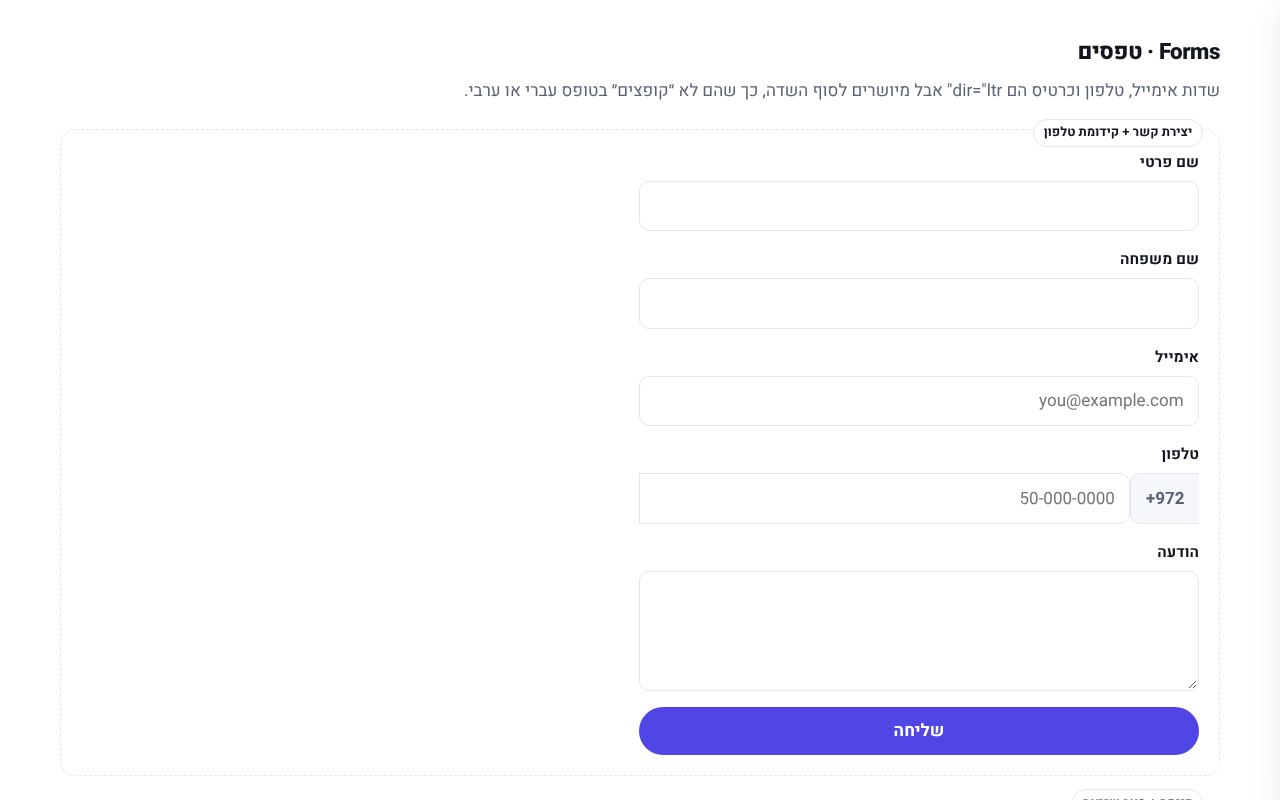 Forms · טפסים
שדות אימייל, טלפון וכרטיס הם dir="ltr" אבל מיושרים לסוף השדה, כך שהם לא ״קופצים״ בטופס עברי או ערבי.
יצירת קשר + קידומת טלפון
שם פרטי
שם משפחה
אימייל
you@example.com
טלפון
+972
50-000-0000
הודעה
שליחה